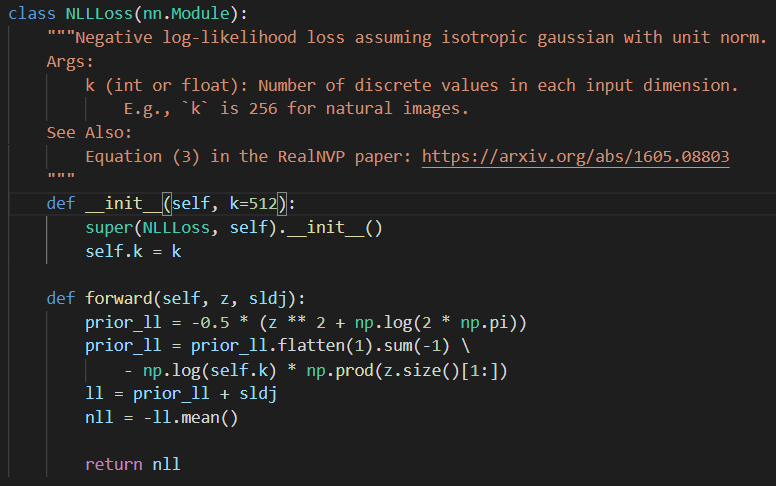 class NLLLoss(nn.Module):
    """Negative log-likelihood loss assuming isotropic gaussian with unit norm.
    Args:
        k (int or float): Number of discrete values in each input dimension.
            E.g., `k` is 256 for natural images.
    See Also:
        Equation (3) in the RealNVP paper: https://arxiv.org/abs/1605.08803
    """
    def __init__(self, k=512):
        super(NLLLoss, self).__init__()
        self.k = k
    def forward(self, z, sldj):
        prior_ll = -0.5 * (z ** 2 + np.log(2 * np.pi))
        prior_ll = prior_ll.flatten(1).sum(-1) \
            - np.log(self.k) * np.prod(z.size()[1:])
        ll = prior_ll + sldj
        nll = -ll.mean()
        return nll